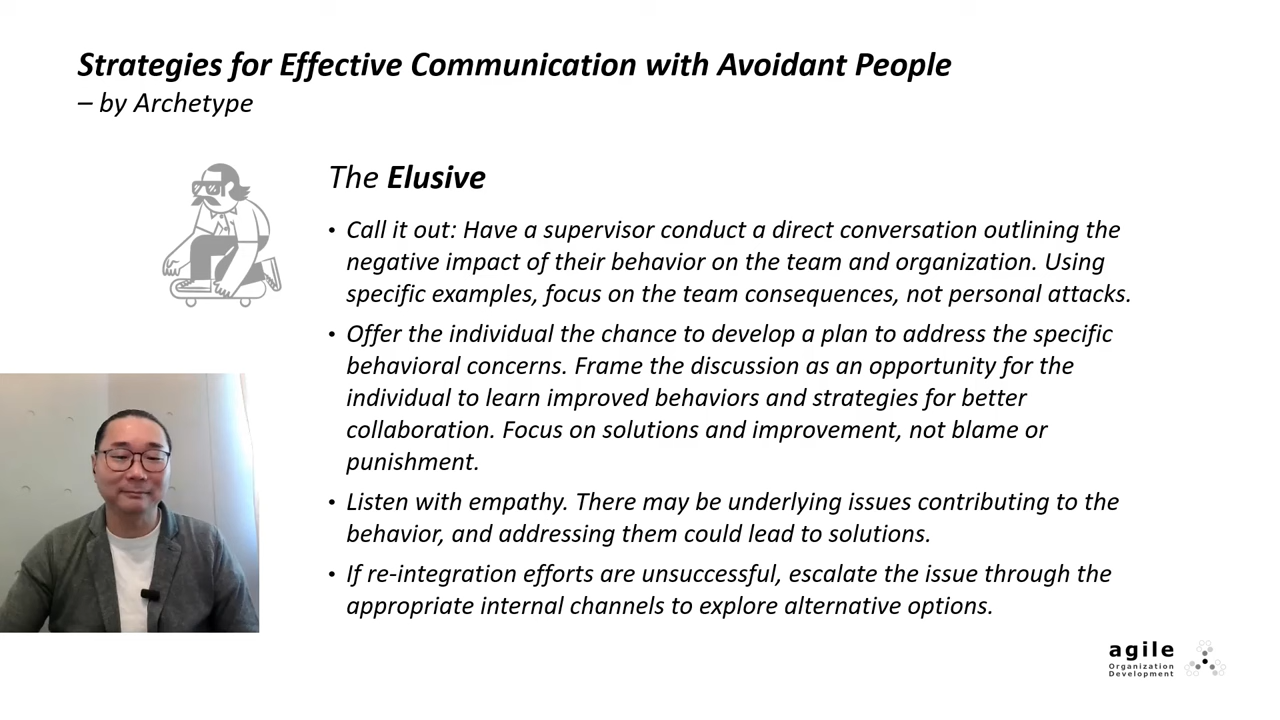 Strategies for Effective Communication with Avoidant People
– by Archetype
The Elusive
• Call it out: Have a supervisor conduct a direct conversation outlining the
negative impact of their behavior on the team and organization. Using
specific examples, focus on the team consequences, not personal attacks.
• Offer the individual the chance to develop a plan to address the specific
behavioral concerns. Frame the discussion as an opportunity for the
individual to learn improved behaviors and strategies for better
collaboration. Focus on solutions and improvement, not blame or
punishment.
• Listen with empathy. There may be underlying issues contributing to the
behavior, and addressing them could lead to solutions.
• If re-integration efforts are unsuccessful, escalate the issue through the
appropriate internal channels to explore alternative options.
agile
Organization
Development